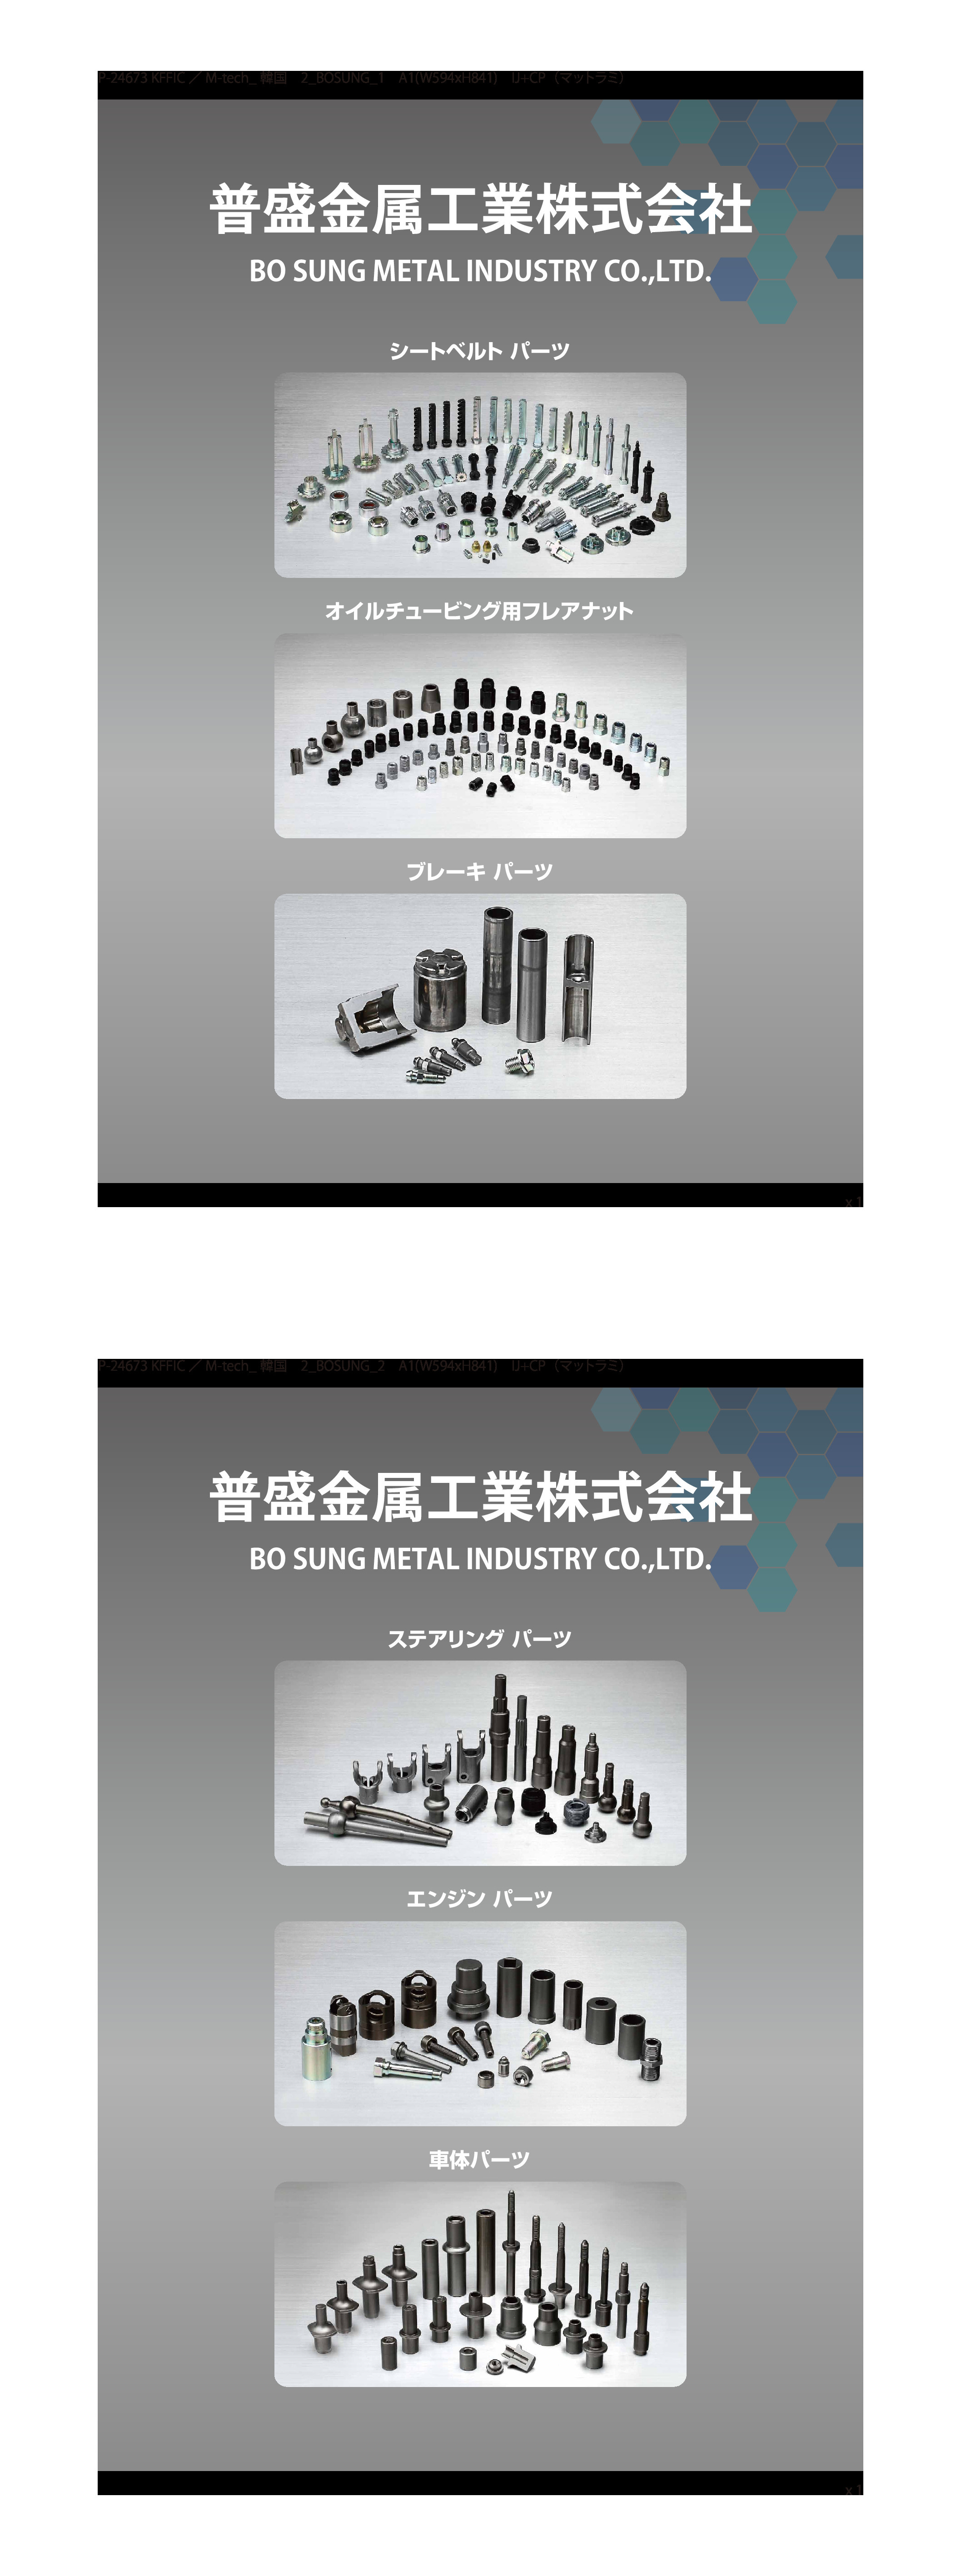 P-24673 KFFIC／M-tech_ 韓国　2_BOSUNG_1　A1(W594xH841)　U+CP（マットラミ）
普盛金属工業株式会社
BO SUNG METAL INDUSTRY CO.,LTD.
シートベルト パーツ
オイルチュービング用フレアナット
ブレーキ パーツ
x 1
P-24673 KFFIC／M-tech_ 韓国　2_BOSUNG_2　A1(W594xH841)　U+CP（マットラミ）
普盛金属工業株式会社
BO SUNG METAL INDUSTRY CO.,LTD.
ステアリング パーツ
エンジン パーツ
車体パーツ
x 1